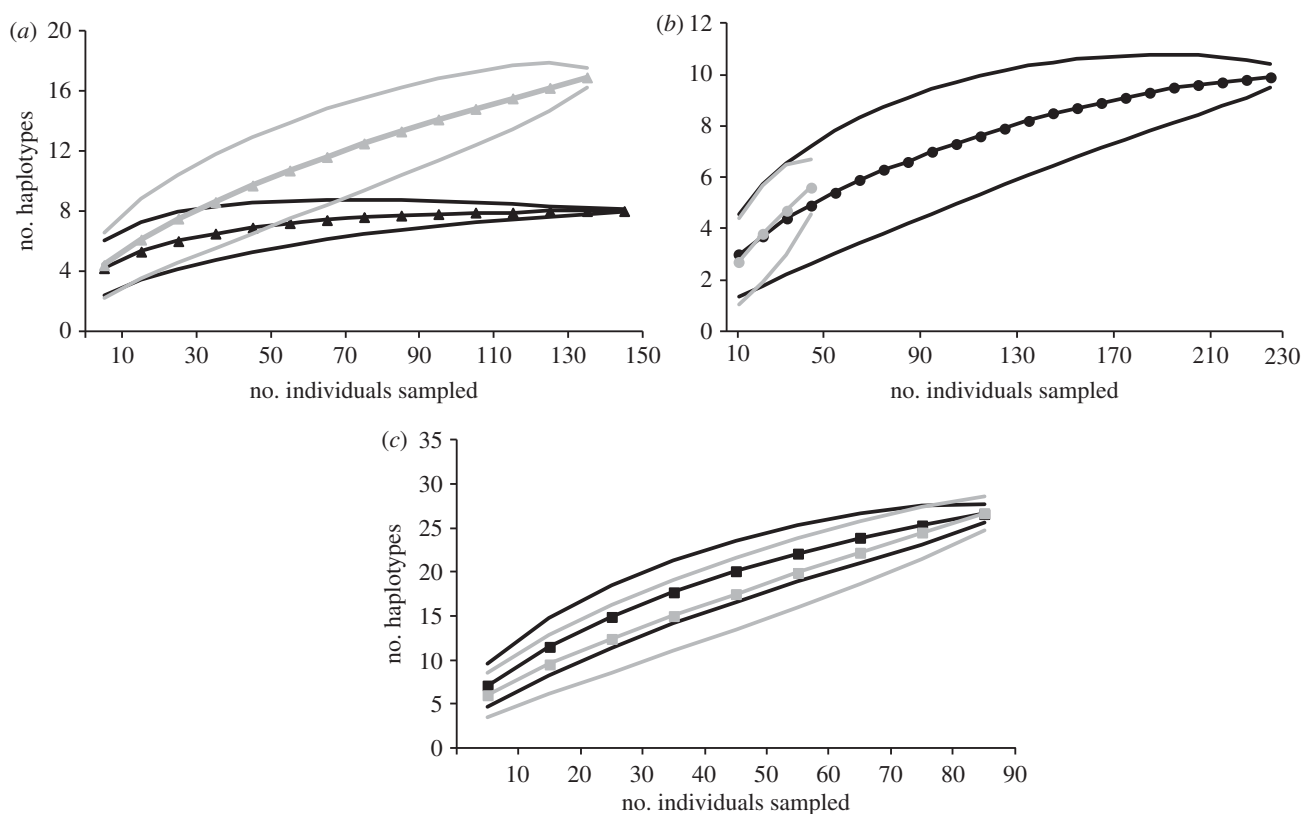 (a)
20
16
12
8
4
0
no. haplotypes
10 30 50 70 90 110 130 150
no. individuals sampled
(b)
12
10
8
6
4
2
0
10 50 90 130 170 210 230
no. individuals sampled
(c)
35
30
25
20
15
10
5
0
no. haplotypes
10 20 30 40 50 60 70 80 90
no. individuals sampled